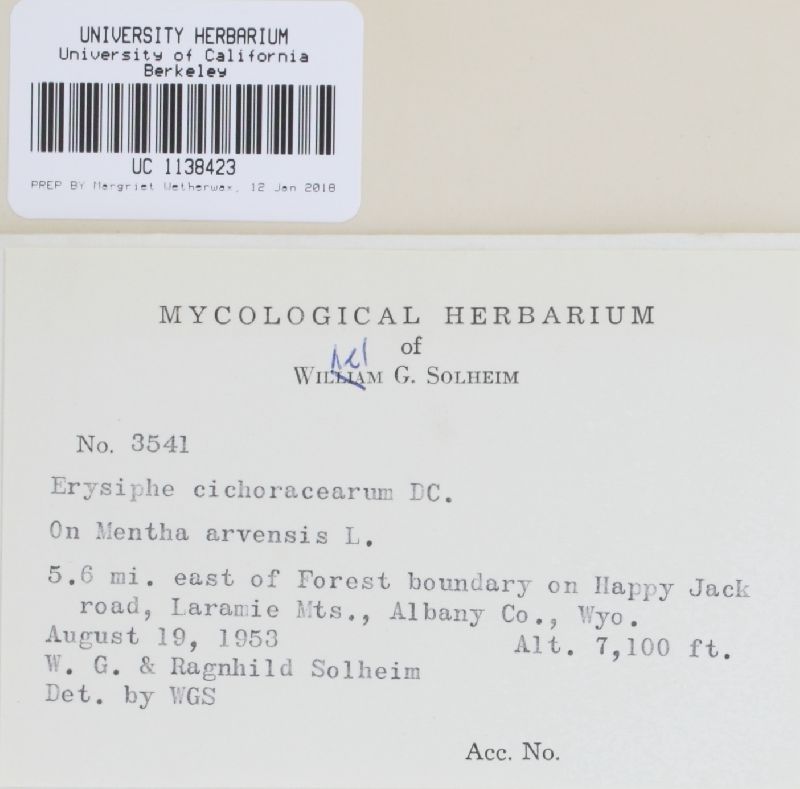 UNIVERSITY HERBARIUM
University of California
Berkeley
UC 1138423
PREP BY Margriet Wetherwax, 12 Jan 2018
MYCOLOGICAL HERBARIUM
of
hel
WILLIAM G. SOLHEIM
No. 3541
Erysiphe cichoracearum DC.
On Mentha arvensis L.
5.6 mi. east of Forest boundary on Happy Jack
road, Laramie Mts., Albany Co., Wyo.
August 19, 1953 Alt. 7,100 ft.
W. G. & Ragnhild Solheim
Det. by WGS
Acc. No.